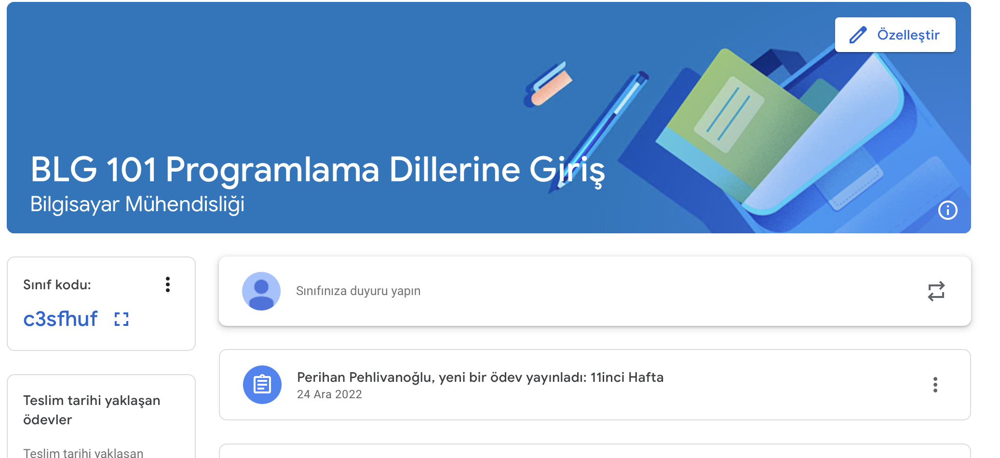 Özelleştir
BLG 101 Programlama Dillerine Giriş
Bilgisayar Mühendisliği
Sınıf kodu:
c3sfhuf
Sınıfınıza duyuru yapın
Perihan Pehlivanoğlu, yeni bir ödev yayınladı: 11inci Hafta
24 Ara 2022
Teslim tarihi yaklaşan
ödevler
Teslim tarihi yaklaşan